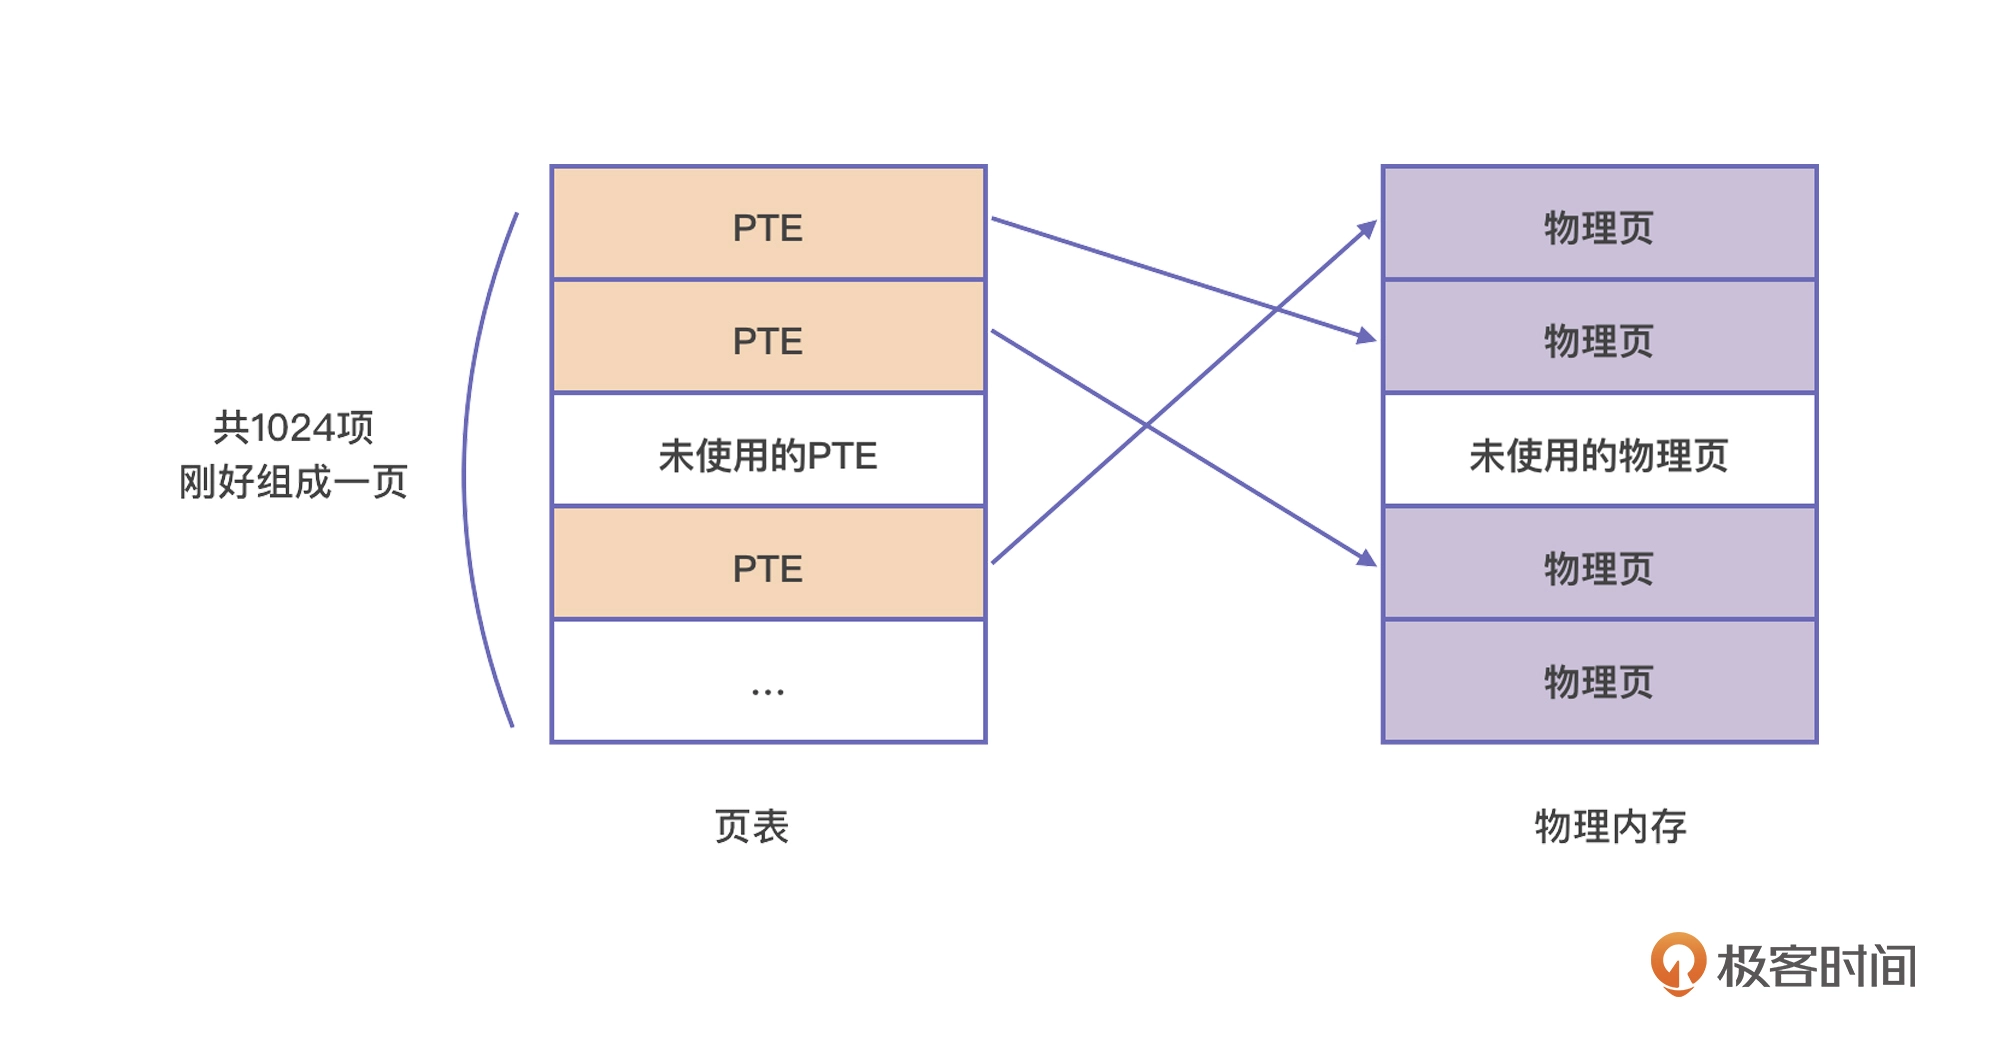 共1024项
刚好组成一页
PTE
PTE
未使用的PTE
PTE
...
页表
物理页
物理页
未使用的物理页
物理页
物理页
物理内存
极客时间